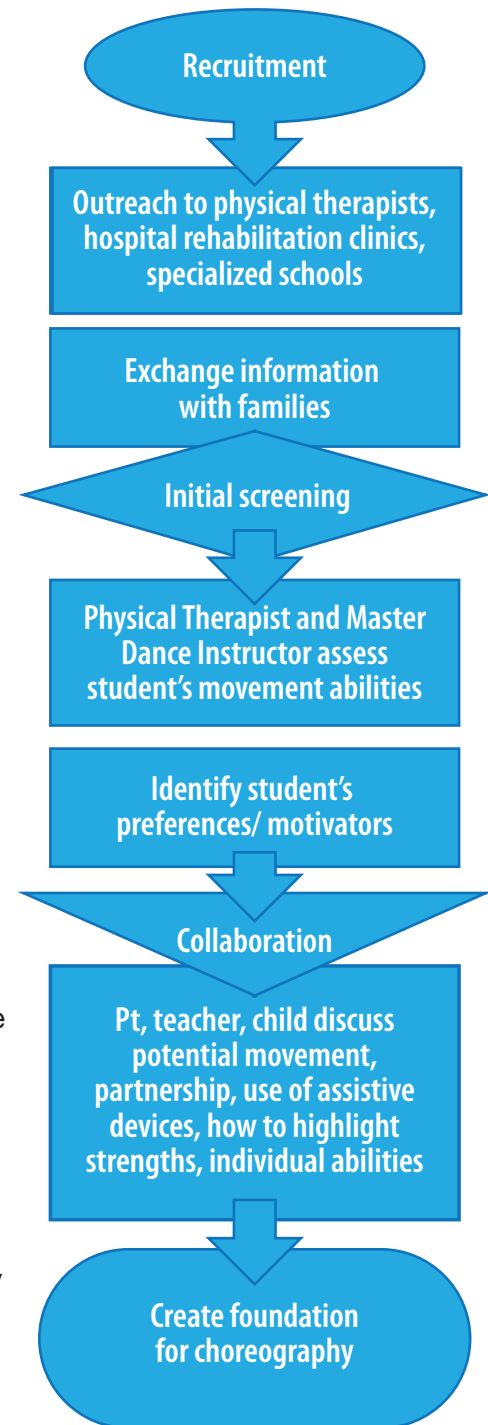 Recruitment
Outreach to physical therapists,
hospital rehabilitation clinics,
specialized schools
Exchange information
with families
Initial screening
Physical Therapist and Master
Dance Instructor assess
student’s movement abilities
Identify student’s
preferences/ motivators
Collaboration
Pt, teacher, child discuss
potential movement,
partnership, use of assistive
devices, how to highlight
strengths, individual abilities
Create foundation
for choreography